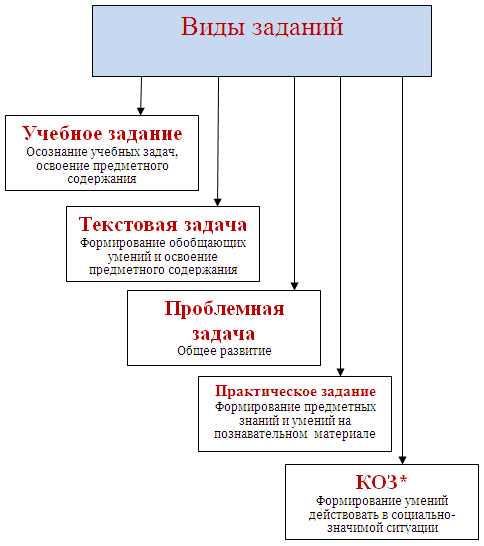 Виды заданий
Учебное задание
Осознание учебных задач,
освоение предметного
содержания
Текстовая задача
Формирование обобщающих
умений и освоение
предметного содержания
Проблемная
задача
Общее развитие
Практическое задание
Формирование предметных
знаний и умений на
познавательном материале
КОЗ*
Формирование умений
действовать в социально-
значимой ситуации